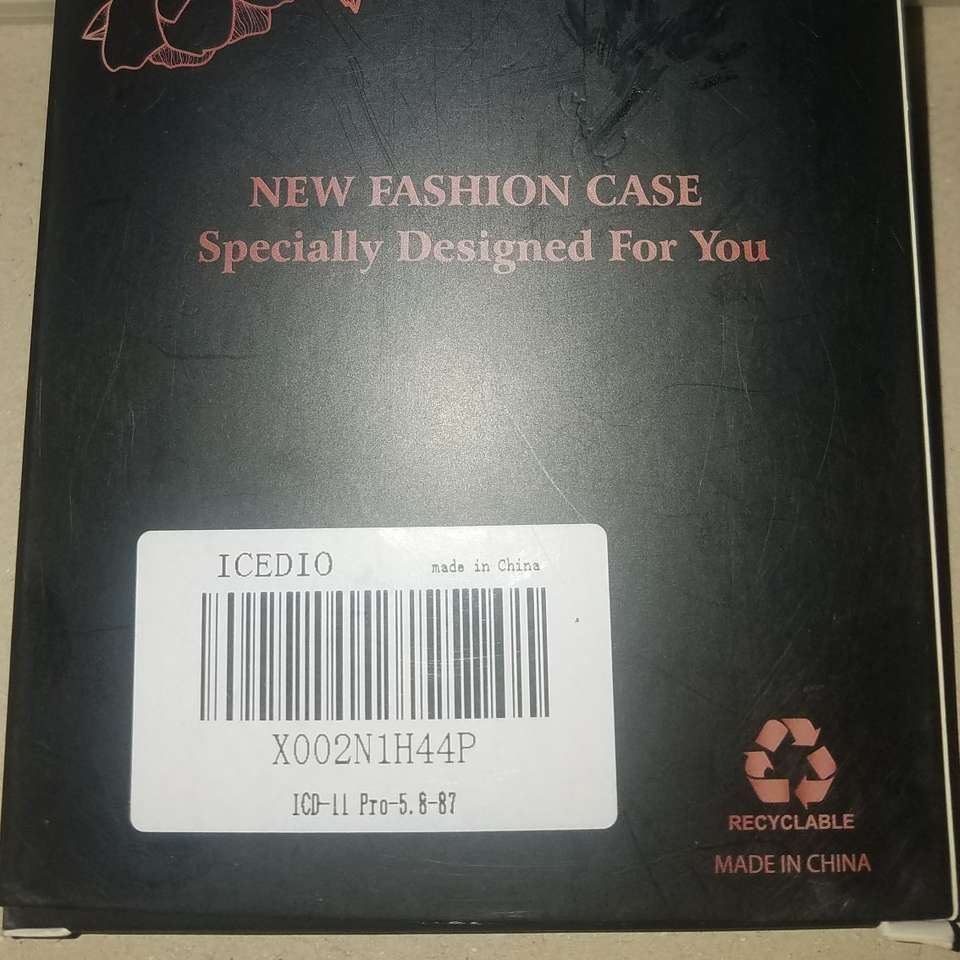 NEW FASHION CASE
Specially Designed For You
ICEDIO made in China
X002N1H44P
ICD-11 Pro-5.8-87
RECYCLABLE
MADE IN CHINA